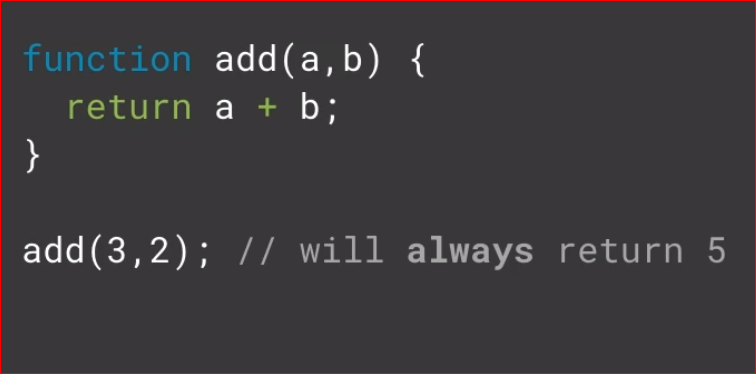 function add(a,b) {
  return a + b;
}
add(3,2); // will always return 5